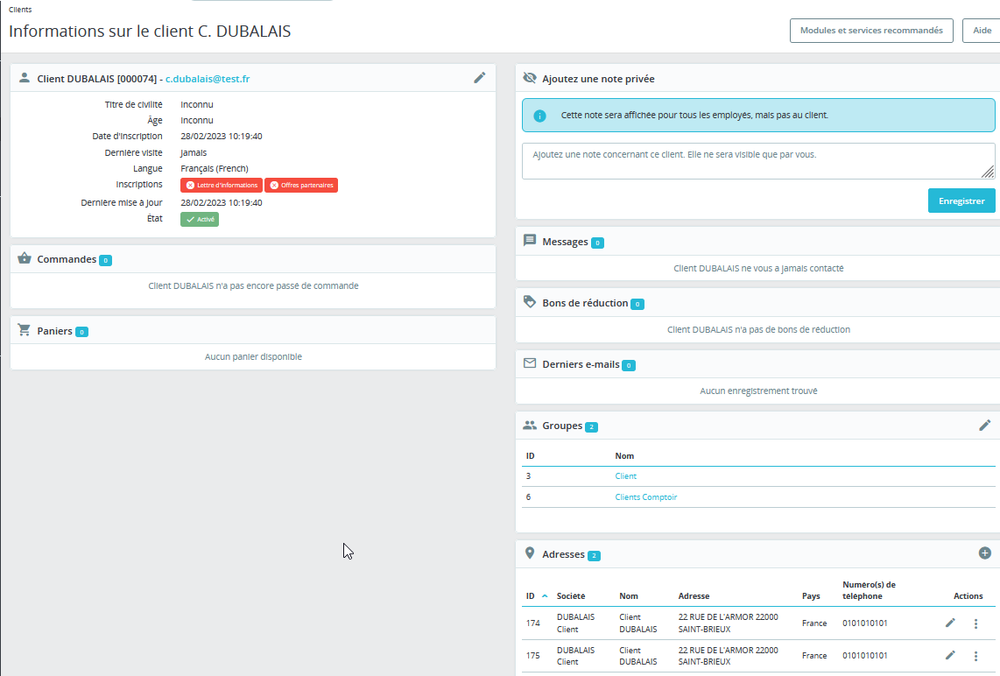 Clients
Informations sur le client C. DUBALAIS
Modules et services recommandés
Aide
Client DUBALAIS [000074] - c.dubalais@test.fr
Titre de civilité Inconnu
Âge Inconnu
Date d'inscription 28/02/2023 10:19:40
Dernière visite Jamais
Langue Français (French)
Inscriptions Lettre d'informations Offres partenaires
Dernière mise à jour 28/02/2023 10:19:40
État Activé
Commandes 0
Client DUBALAIS n'a pas encore passé de commande
Paniers 0
Aucun panier disponible
Ajoutez une note privée
Cette note sera affichée pour tous les employés, mais pas au client.
Ajoutez une note concernant ce client. Elle ne sera visible que par vous.
Enregistrer
Messages 0
Client DUBALAIS ne vous a jamais contacté
Bons de réduction 0
Client DUBALAIS n'a pas de bons de réduction
Derniers e-mails 0
Aucun enregistrement trouvé
Groupes 2
ID Nom
3 Client
6 Clients Comptoir
Adresses 2
Numéro(s) de
ID Société Nom Adresse Pays téléphone Actions
DUBALAIS Client 22 RUE DE L'ARMOR 22000
174 France 0101010101
Client DUBALAIS SAINT-BRIEUX
DUBALAIS Client 22 RUE DE L'ARMOR 22000
175 France 0101010101
Client DUBALAIS SAINT-BRIEUX